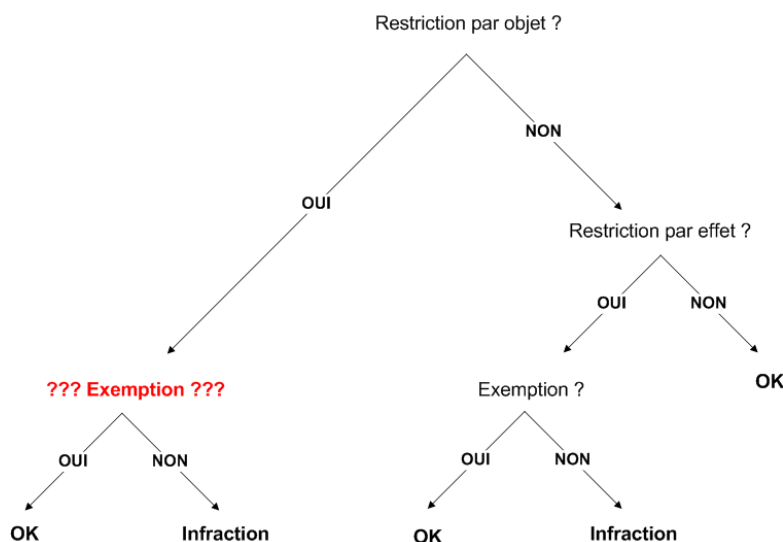 Restriction par objet ?
NON
OUI
Restriction par effet ?
OUI
NON
??? Exemption ???
Exemption ?
OK
OUI
NON
OUI
NON
OK
Infraction
OK
Infraction